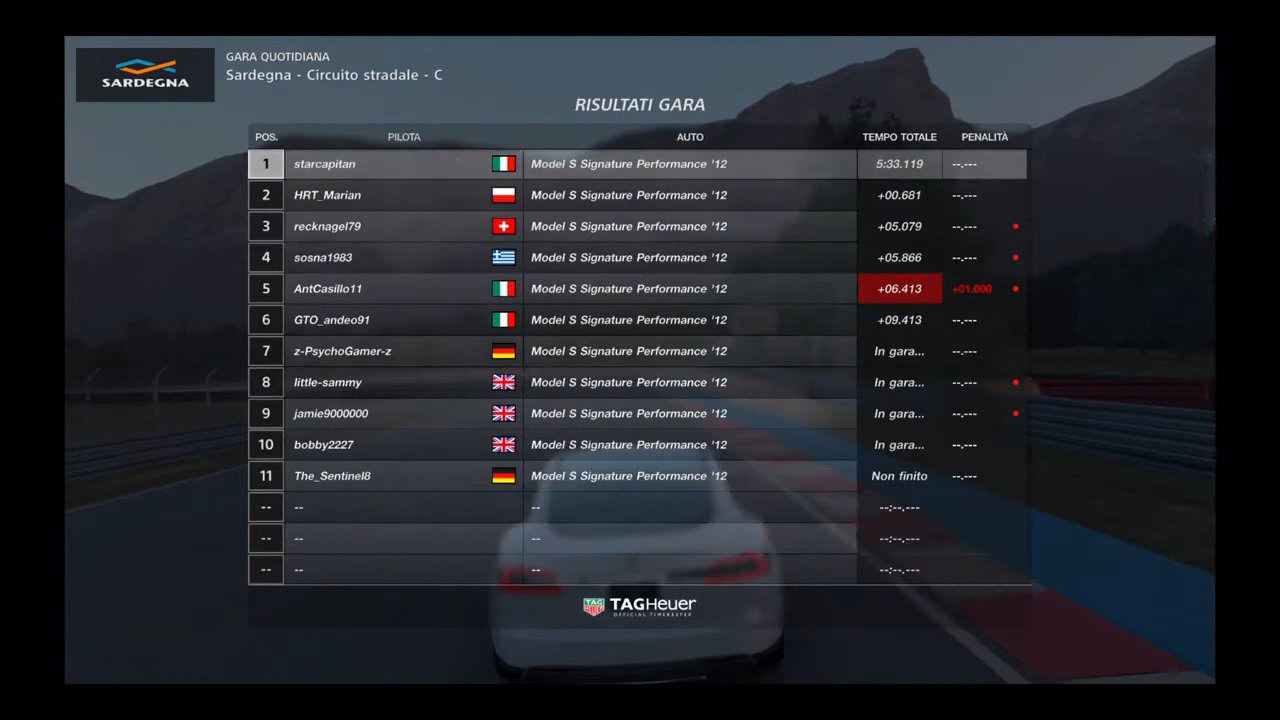 SARDEGNA
GARA QUOTIDIANA
Sardegna - Circuito stradale - C
RISULTATI GARA
POS. PILOTA AUTO TEMPO TOTALE PENALITÀ
1 starcapitan Model S Signature Performance '12 5:33.119 --.---
2 HRT_Marian Model S Signature Performance '12 +00.681 --.---
3 recknagel79 Model S Signature Performance '12 +05.079 --.---
4 sosna1983 Model S Signature Performance '12 +05.866 --.---
5 AntCasillo11 Model S Signature Performance '12 +06.413 +01.000
6 GTO_andeo91 Model S Signature Performance '12 +09.413 --.---
7 z-PsychoGamer-z Model S Signature Performance '12 In gara... --.---
8 little-sammy Model S Signature Performance '12 In gara... --.---
9 jamie9000000 Model S Signature Performance '12 In gara... --.---
10 bobby2227 Model S Signature Performance '12 In gara... --.---
11 The_Sentinel8 Model S Signature Performance '12 Non finito --.---
-- -- -- --:--.---
-- -- -- --:--.---
-- -- -- --:--.---
TAG TAGHeuer
HEUER
OFFICIAL TIMEKEEPER